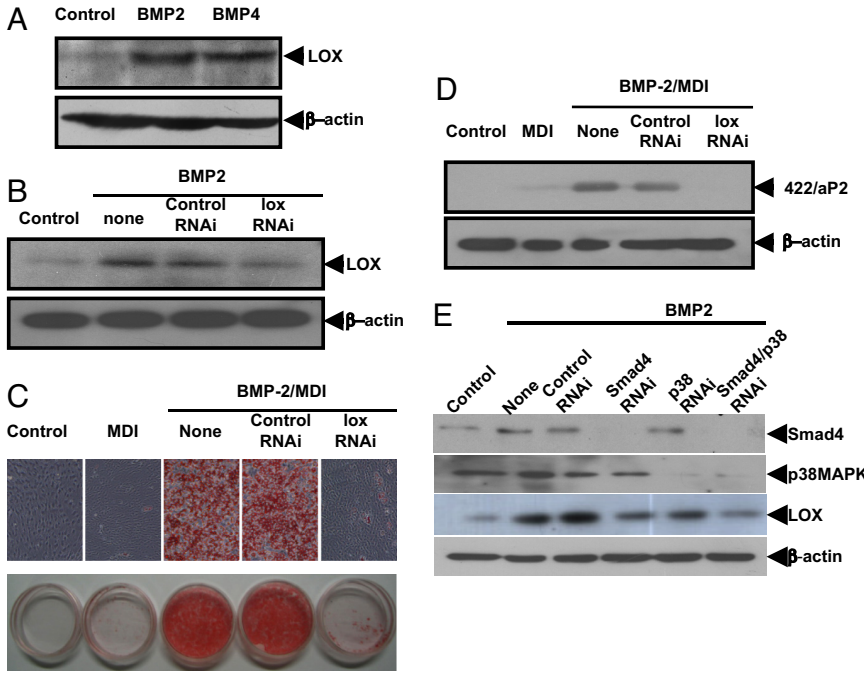 A
Control BMP2 BMP4
LOX
β–actin
B
BMP2
Control none Control RNAi lox RNAi
LOX
β–actin
C
BMP-2/MDI
Control MDI None Control RNAi lox RNAi
D
BMP-2/MDI
Control MDI None Control RNAi lox RNAi
422/aP2
β–actin
E
BMP2
Control None Control RNAi Smad4 RNAi p38 RNAi Smad4/p38 RNAi
Smad4
p38MAPK
LOX
β-actin